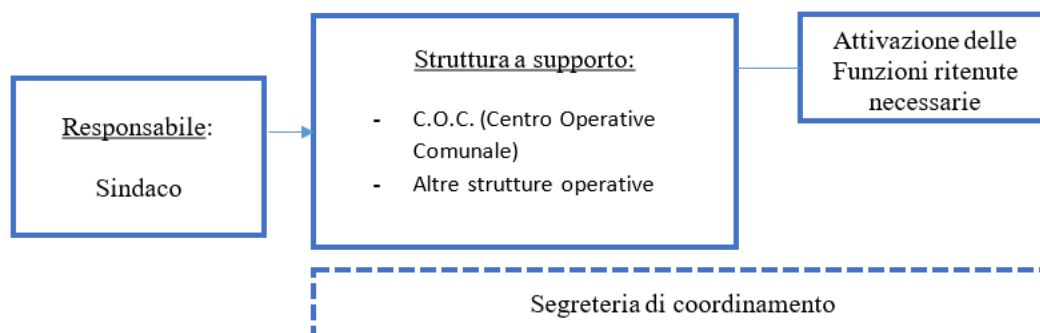 Responsabile:
Sindaco
Struttura a supporto:
- C.O.C. (Centro Operative
Comunale)
- Altre strutture operative
Attivazione delle
Funzioni ritenute
necessarie
Segreteria di coordinamento